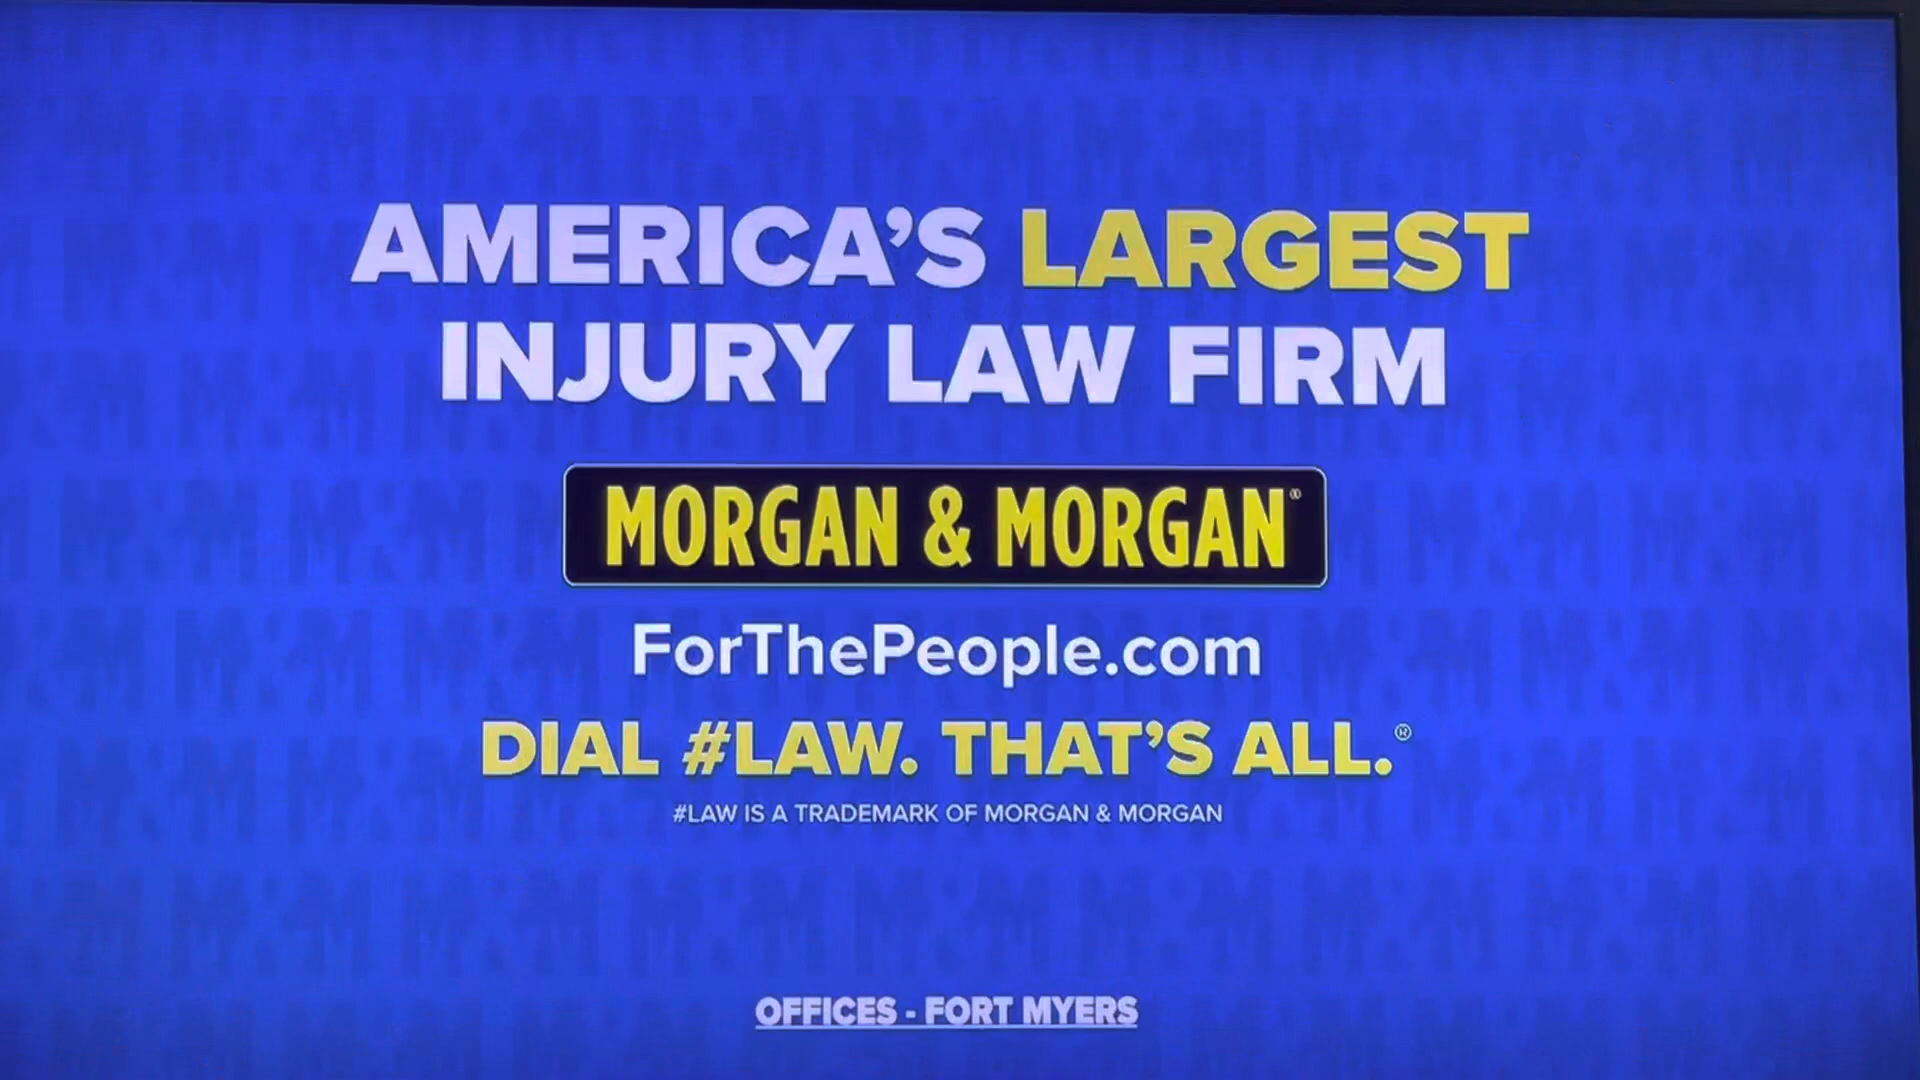 AMERICA’S LARGEST
INJURY LAW FIRM
MORGAN & MORGAN®
ForThePeople.com
DIAL #LAW. THAT’S ALL.®
#LAW IS A TRADEMARK OF MORGAN & MORGAN
OFFICES - FORT MYERS